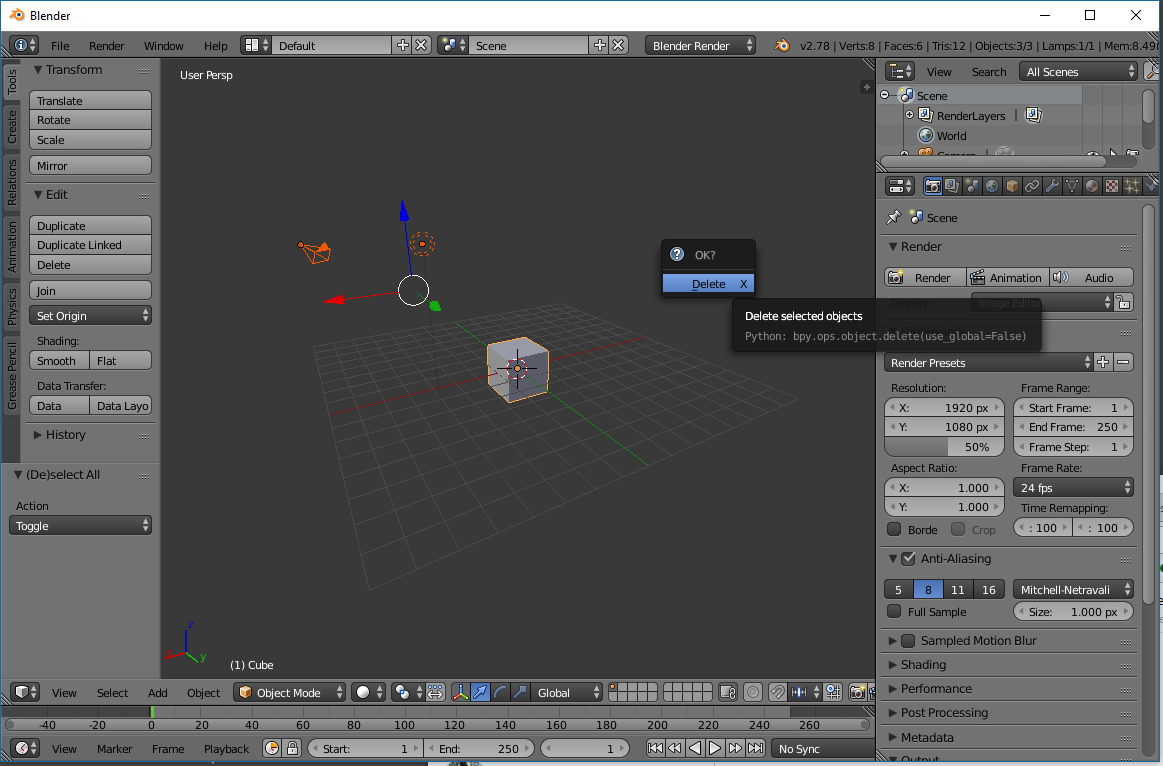 Blender
File Render Window Help Default Scene Blender Render v2.78 | Verts:8 | Faces:6 | Tris:12 | Objects:3/3 | Lamps:1/1 | Mem:8.49
Tools
Create
Relations
Animation
Physics
Grease Pencil
Transform
Translate
Rotate
Scale
Mirror
Edit
Duplicate
Duplicate Linked
Delete
Join
Set Origin
Shading:
Smooth Flat
Data Transfer:
Data Data Layo
History
(De)select All
Action
Toggle
User Persp
OK?
Delete X
Delete selected objects
Python: bpy.ops.object.delete(use_global=False)
z
y
(1) Cube
View Select Add Object Object Mode Global
-40 -20 0 20 40 60 80 100 120 140 160 180 200 220 240 260
View Marker Frame Playback Start: 1 End: 250 1 No Sync
View Search All Scenes
Scene
RenderLayers |
World
Camera |
Scene
Render
Render Animation Audio
Display: Image Editor
Render Presets
Resolution:
X: 1920 px
Y: 1080 px
50%
Frame Range:
Start Frame: 1
End Frame: 250
Frame Step: 1
Aspect Ratio:
X: 1.000
Y: 1.000
Borde Crop
Frame Rate:
24 fps
Time Remapping:
: 100 : 100
Anti-Aliasing
5 8 11 16 Mitchell-Netravali
Full Sample Size: 1.000 px
Sampled Motion Blur
Shading
Performance
Post Processing
Metadata
Output